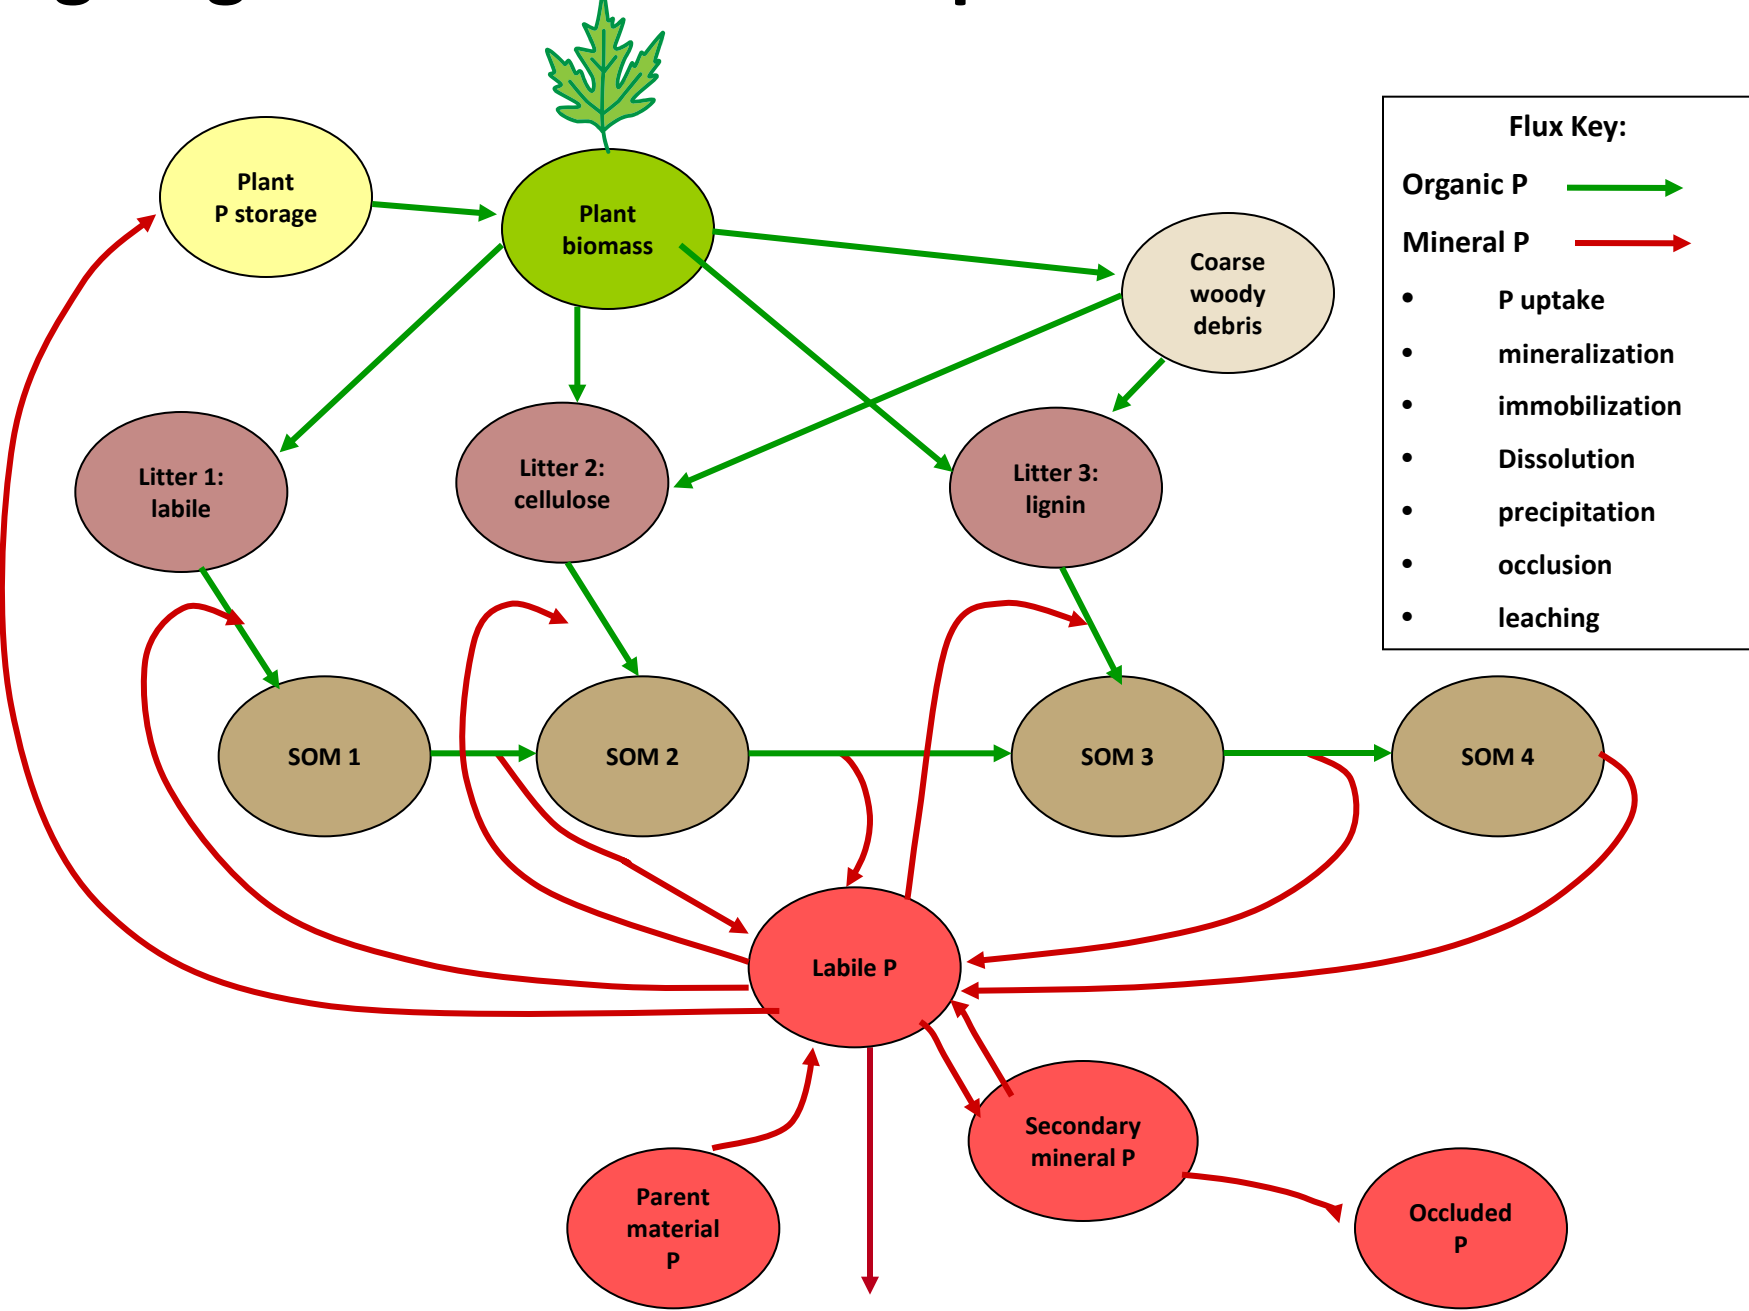 Plant
P storage
Plant
biomass
Coarse
woody
debris
Flux Key:
Organic P
Mineral P
• P uptake
• mineralization
• immobilization
• Dissolution
• precipitation
• occlusion
• leaching
Litter 1:
labile
Litter 2:
cellulose
Litter 3:
lignin
SOM 1
SOM 2
SOM 3
SOM 4
Labile P
Parent
material
P
Secondary
mineral P
Occluded
P